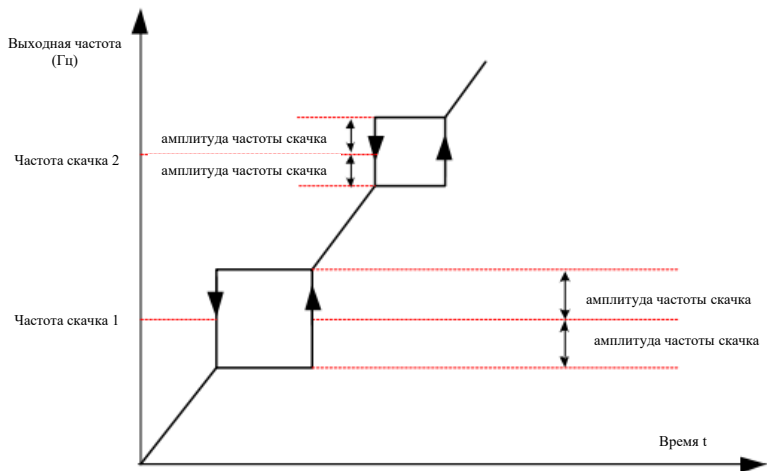 Выходная частота
(Гц)
амплитуда частоты скачка
Частота скачка 2
амплитуда частоты скачка
амплитуда частоты скачка
Частота скачка 1
амплитуда частоты скачка
Время t